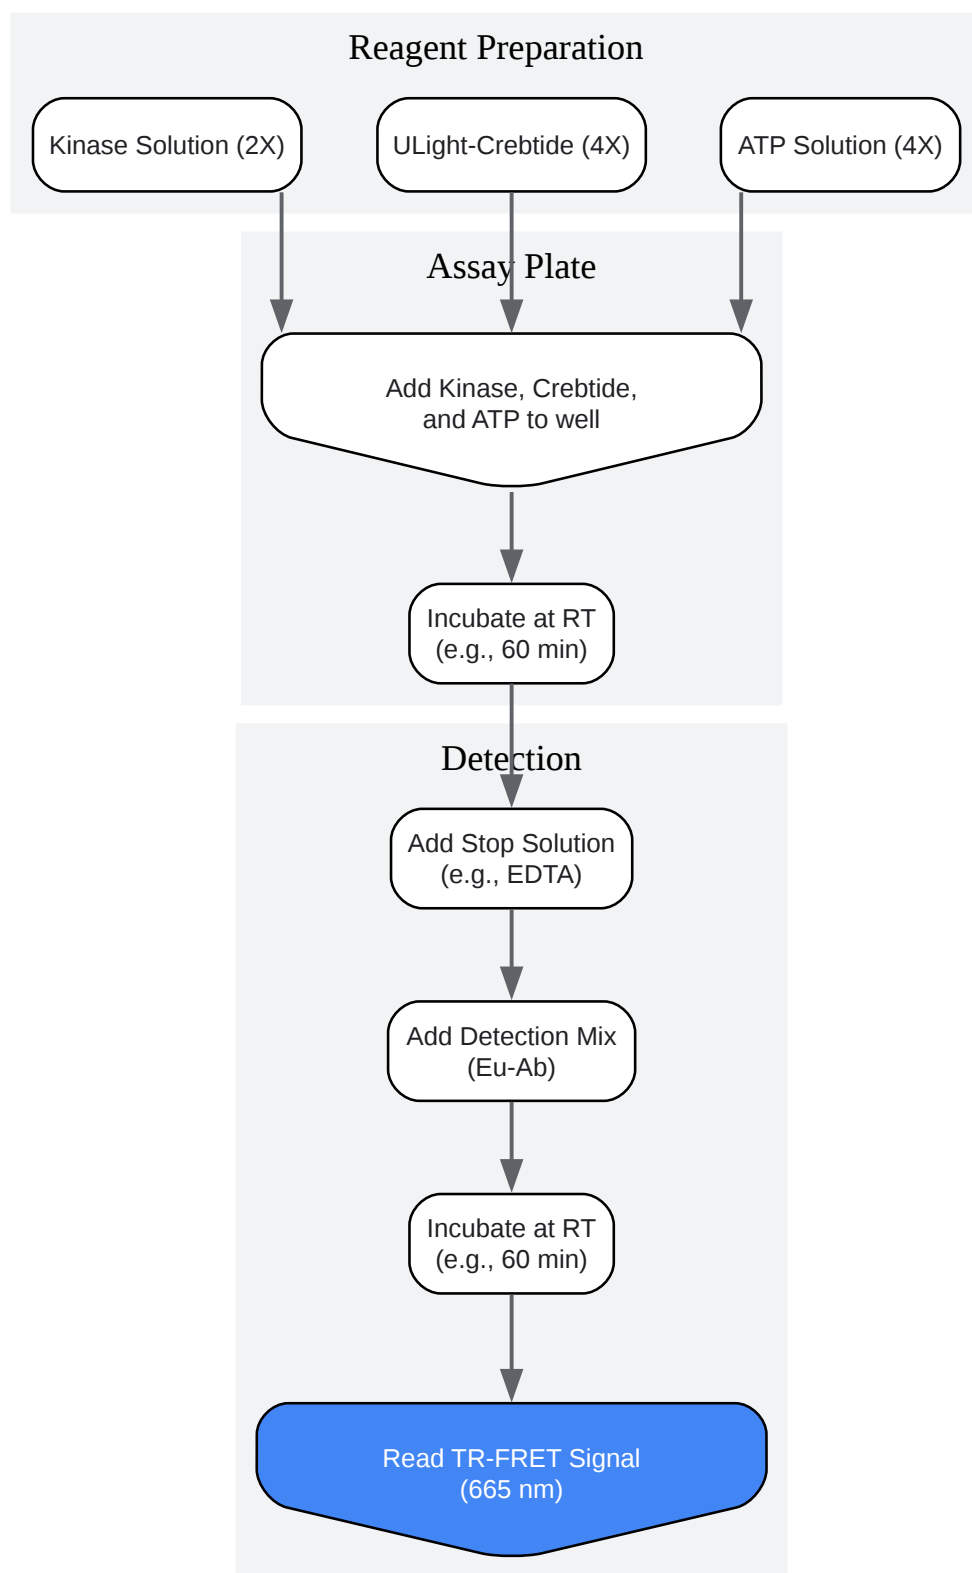 Reagent Preparation
Kinase Solution (2X)
ULight-Crebtide (4X)
ATP Solution (4X)
Assay Plate
Add Kinase, Crebtide,
and ATP to well
Incubate at RT
(e.g., 60 min)
Detection
Add Stop Solution
(e.g., EDTA)
Add Detection Mix
(Eu-Ab)
Incubate at RT
(e.g., 60 min)
Read TR-FRET Signal
(665 nm)